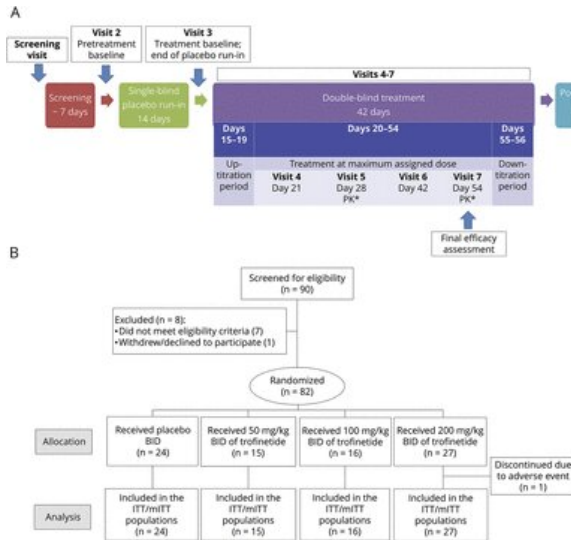 A
Screening
visit
Visit 2
Pretreatment
baseline
Visit 3
Treatment baseline;
end of placebo run-in
Visits 4-7
Screening
~ 7 days
Single-blind
placebo run-in
14 days
Double-blind treatment
42 days
Days
15–19
Days 20–54
Days
55–56
Up-
titration
period
Treatment at maximum assigned dose
Down-
titration
period
Visit 4
Day 21
Visit 5
Day 28
PK*
Visit 6
Day 42
Visit 7
Day 54
PK*
Final efficacy
assessment
B
Screened for eligibility
(n = 90)
Excluded (n = 8):
•Did not meet eligibility criteria (7)
•Withdrew/declined to participate (1)
Randomized
(n = 82)
Allocation
Received placebo
BID
(n = 24)
Received 50 mg/kg
BID of trofinetide
(n = 15)
Received 100 mg/kg
BID of trofinetide
(n = 16)
Received 200 mg/kg
BID of trofinetide
(n = 27)
Discontinued due
to adverse event
(n = 1)
Analysis
Included in the
ITT/mITT
populations
n = 24
Included in the
ITT/mITT
populations
n = 15
Included in the
ITT/mITT
populations
n = 16
Included in the
ITT/mITT
populations
n = 27